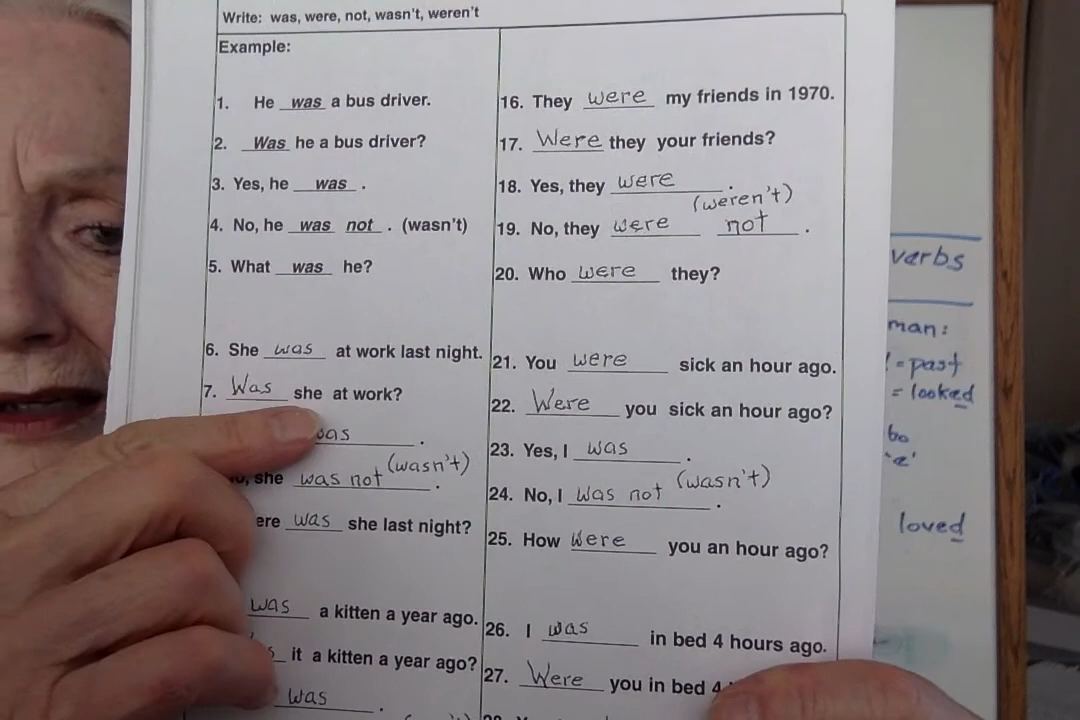 Write: was, were, not, wasn't, weren't
Example:
1. He was a bus driver.
2. Was he a bus driver?
3. Yes, he was .
4. No, he was not . (wasn't)
5. What was he?
6. She was at work last night.
7. Was she at work?
was .
she was not (wasn't) .
ere was she last night?
was a kitten a year ago.
it a kitten a year ago?
was .
16. They were my friends in 1970.
17. Were they your friends?
18. Yes, they were .
(weren't)
19. No, they were not .
20. Who were they?
21. You were sick an hour ago.
22. Were you sick an hour ago?
23. Yes, I was .
24. No, I was not (wasn't) .
25. How were you an hour ago?
26. I was in bed 4 hours ago.
27. Were you in bed 4
verbs
man:
= past
= looked
loved